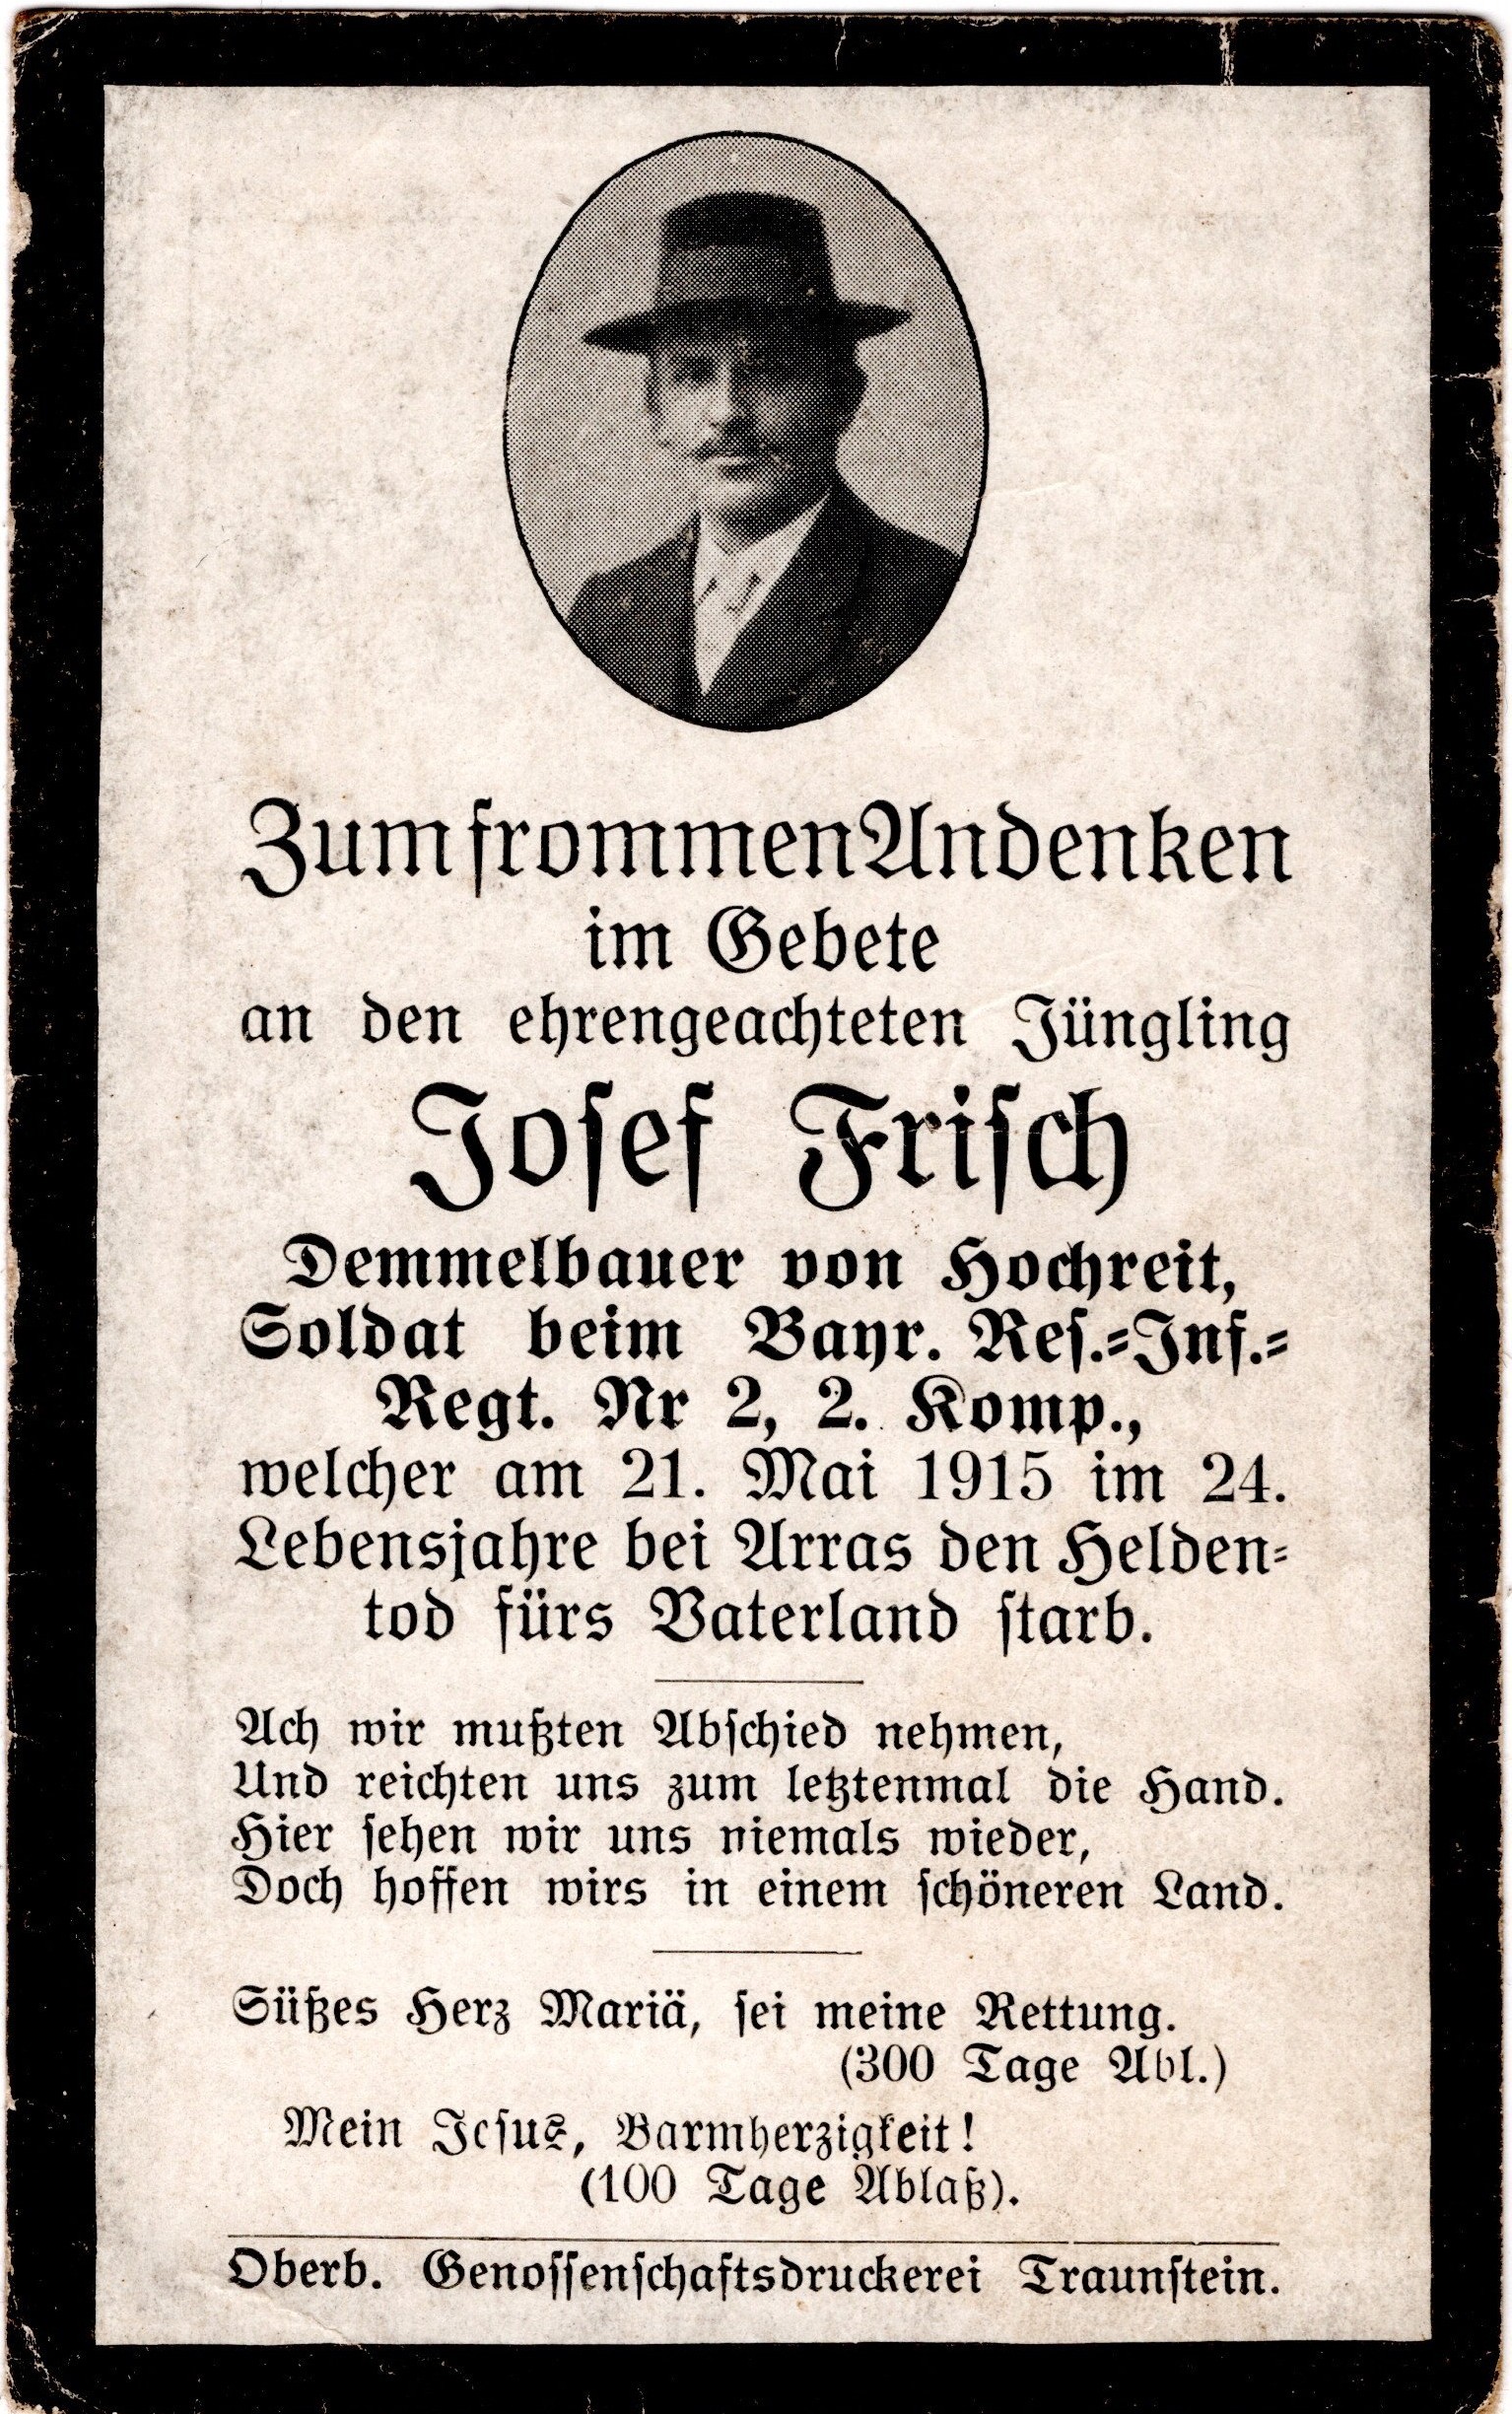 Zum frommen Andenken
im Gebete
an den ehrengeachteten Jüngling
Josef Frisch
Demmelbauer von Hochreit,
Soldat beim Bayr. Res.-Inf.-
Regt. Nr 2, 2. Komp.,
welcher am 21. Mai 1915 im 24.
Lebensjahre bei Arras den Helden-
tod fürs Vaterland starb.
Ach wir mußten Abschied nehmen,
Und reichten uns zum letztenmal die Hand.
Hier sehen wir uns niemals wieder,
Doch hoffen wirs in einem schöneren Land.
Süßes Herz Mariä, sei meine Rettung.
(300 Tage Abl.)
Mein Jesus, Barmherzigkeit!
(100 Tage Ablaß).
Oberb. Genossenschaftsdruckerei Traunstein.